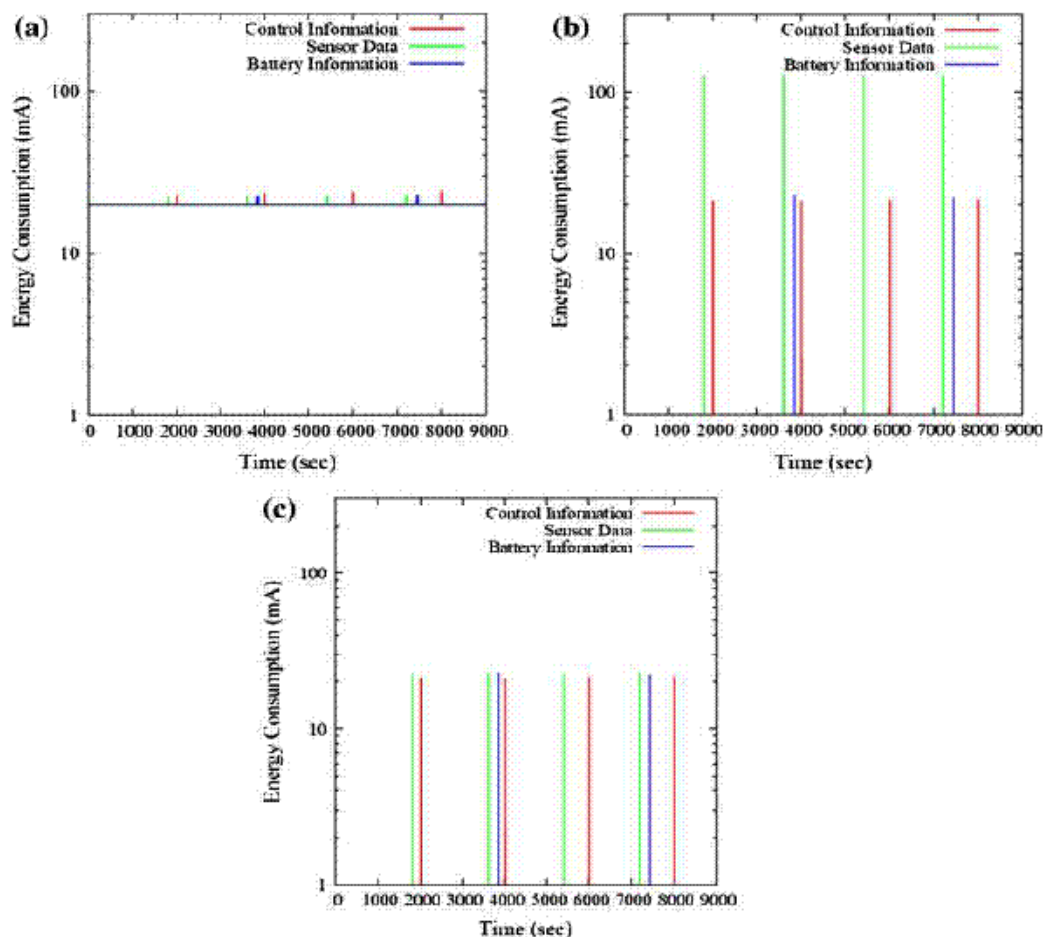 (a)
Control Information
Sensor Data
Battery Information
Energy Consumption (mA)
100
10
1
0 1000 2000 3000 4000 5000 6000 7000 8000 9000
Time (sec)
(b)
Control Information
Sensor Data
Battery Information
Energy Consumption (mA)
100
10
1
0 1000 2000 3000 4000 5000 6000 7000 8000 9000
Time (sec)
(c)
Control Information
Sensor Data
Battery Information
Energy Consumption (mA)
100
10
1
0 1000 2000 3000 4000 5000 6000 7000 8000 9000
Time (sec)